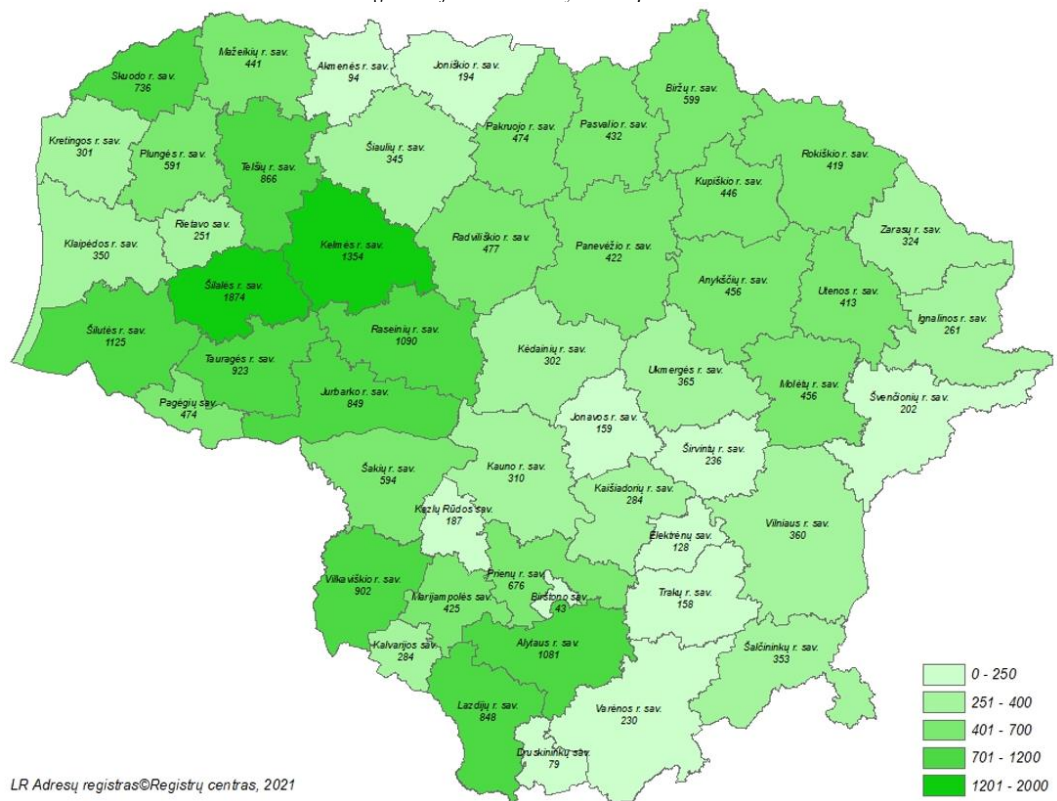 Skuodo r. sav.
736
Mažeikių r. sav.
441
Akmenės r. sav.
94
Joniškio r. sav.
194
Biržų r. sav.
599
Kretingos r. sav.
301
Plungės r. sav.
591
Telšių r. sav.
866
Šiaulių r. sav.
345
Pakruojo r. sav.
474
Pasvalio r. sav.
432
Rokiškio r. sav.
419
Kupiškio r. sav.
446
Rietavo sav.
251
Klaipėdos r. sav.
350
Kelmės r. sav.
1354
Radviliškio r. sav.
477
Panevėžio r. sav.
422
Zarasų r. sav.
324
Šilalės r. sav.
1874
Anykščių r. sav.
456
Utenos r. sav.
413
Ignalinos r. sav.
261
Šilutės r. sav.
1125
Raseinių r. sav.
1090
Tauragės r. sav.
923
Kėdainių r. sav.
302
Ukmergės r. sav.
365
Molėtų r. sav.
456
Švenčionių r. sav.
202
Pagėgių sav.
474
Jurbarko r. sav.
849
Jonavos r. sav.
159
Širvintų r. sav.
236
Šakių r. sav.
594
Kauno r. sav.
310
Kaišiadorių r. sav.
284
Kazlų Rūdos sav.
187
Elektrėnų sav.
128
Vilniaus r. sav.
360
Vilkaviškio r. sav.
902
Marijampolės sav.
425
Prienų r. sav.
676
Birštono sav.
43
Trakų r. sav.
158
Kalvarijos sav.
284
Alytaus r. sav.
1081
Šalčininkų r. sav.
353
Lazdijų r. sav.
848
Varėnos r. sav.
230
Druskininkų sav.
79
0 - 250
251 - 400
401 - 700
701 - 1200
1201 - 2000
LR Adresų registras©Registrų centras, 2021